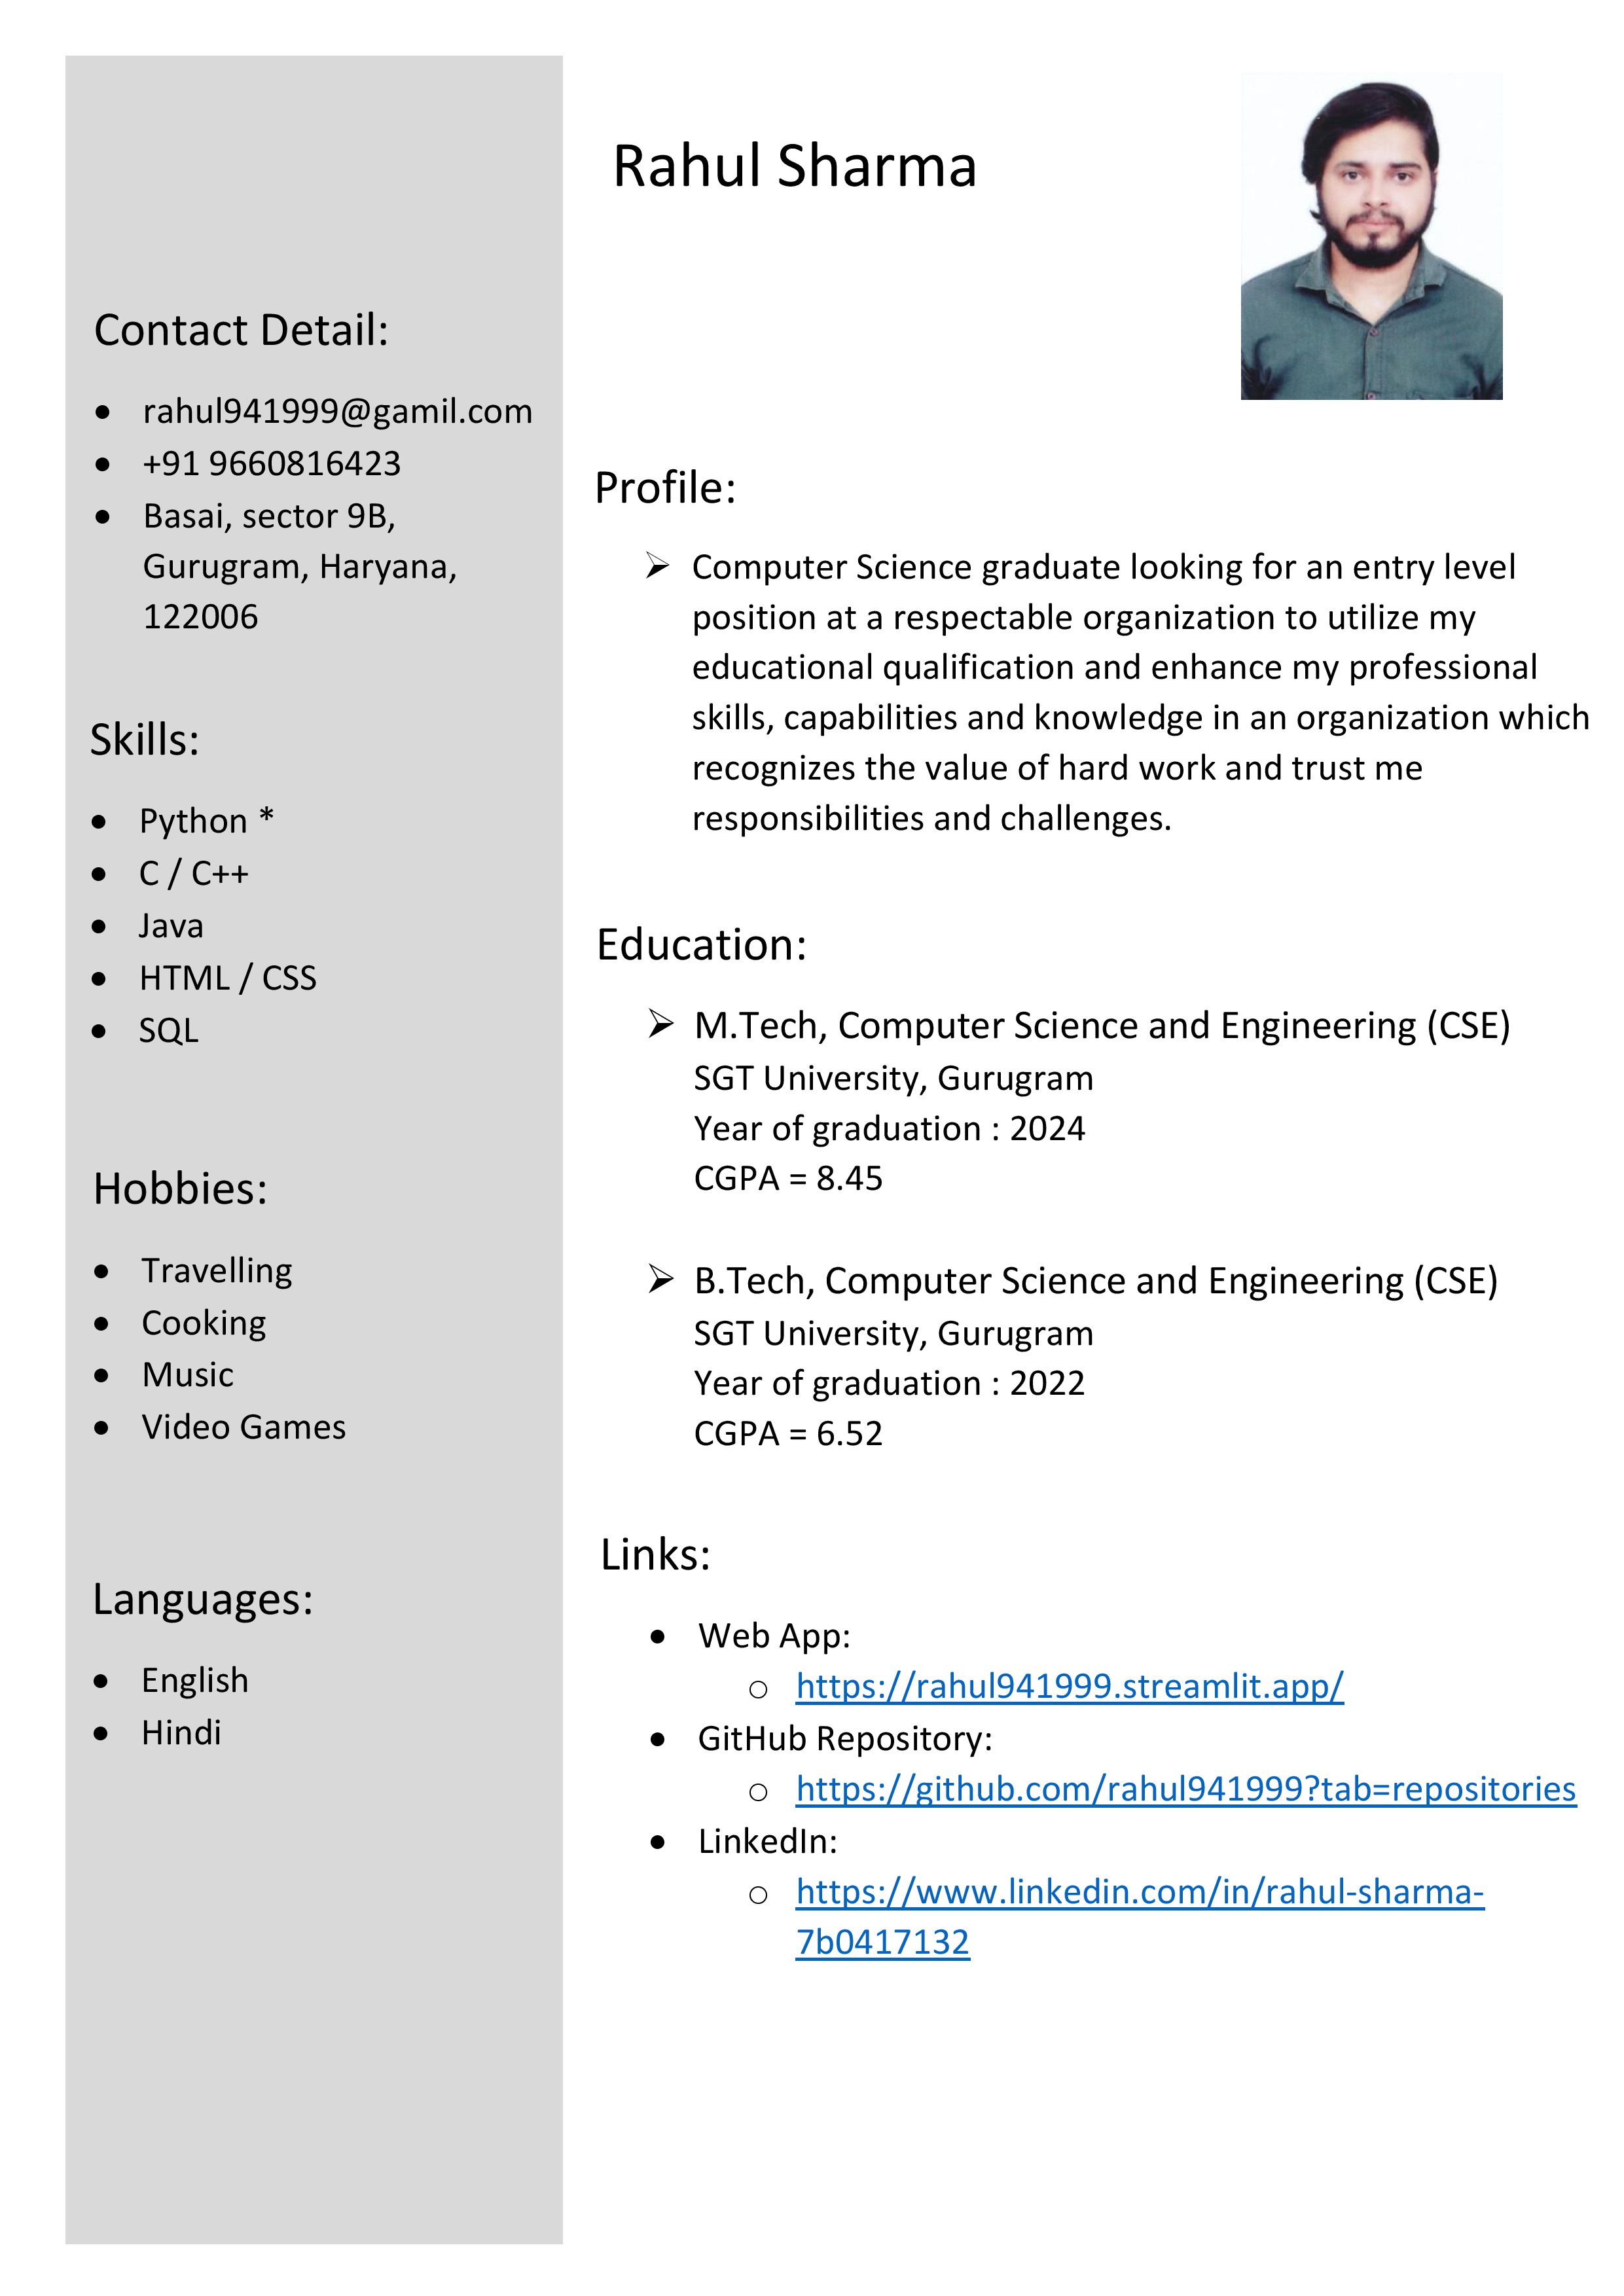 Rahul Sharma
Contact Detail:
• rahul941999@gamil.com
• +91 9660816423
• Basai, sector 9B,
Gurugram, Haryana,
122006
Skills:
• Python *
• C / C++
• Java
• HTML / CSS
• SQL
Hobbies:
• Travelling
• Cooking
• Music
• Video Games
Languages:
• English
• Hindi
Profile:
➢ Computer Science graduate looking for an entry level
position at a respectable organization to utilize my
educational qualification and enhance my professional
skills, capabilities and knowledge in an organization which
recognizes the value of hard work and trust me
responsibilities and challenges.
Education:
➢ M.Tech, Computer Science and Engineering (CSE)
SGT University, Gurugram
Year of graduation : 2024
CGPA = 8.45
➢ B.Tech, Computer Science and Engineering (CSE)
SGT University, Gurugram
Year of graduation : 2022
CGPA = 6.52
Links:
• Web App:
o https://rahul941999.streamlit.app/
• GitHub Repository:
o https://github.com/rahul941999?tab=repositories
• LinkedIn:
o https://www.linkedin.com/in/rahul-sharma-
7b0417132